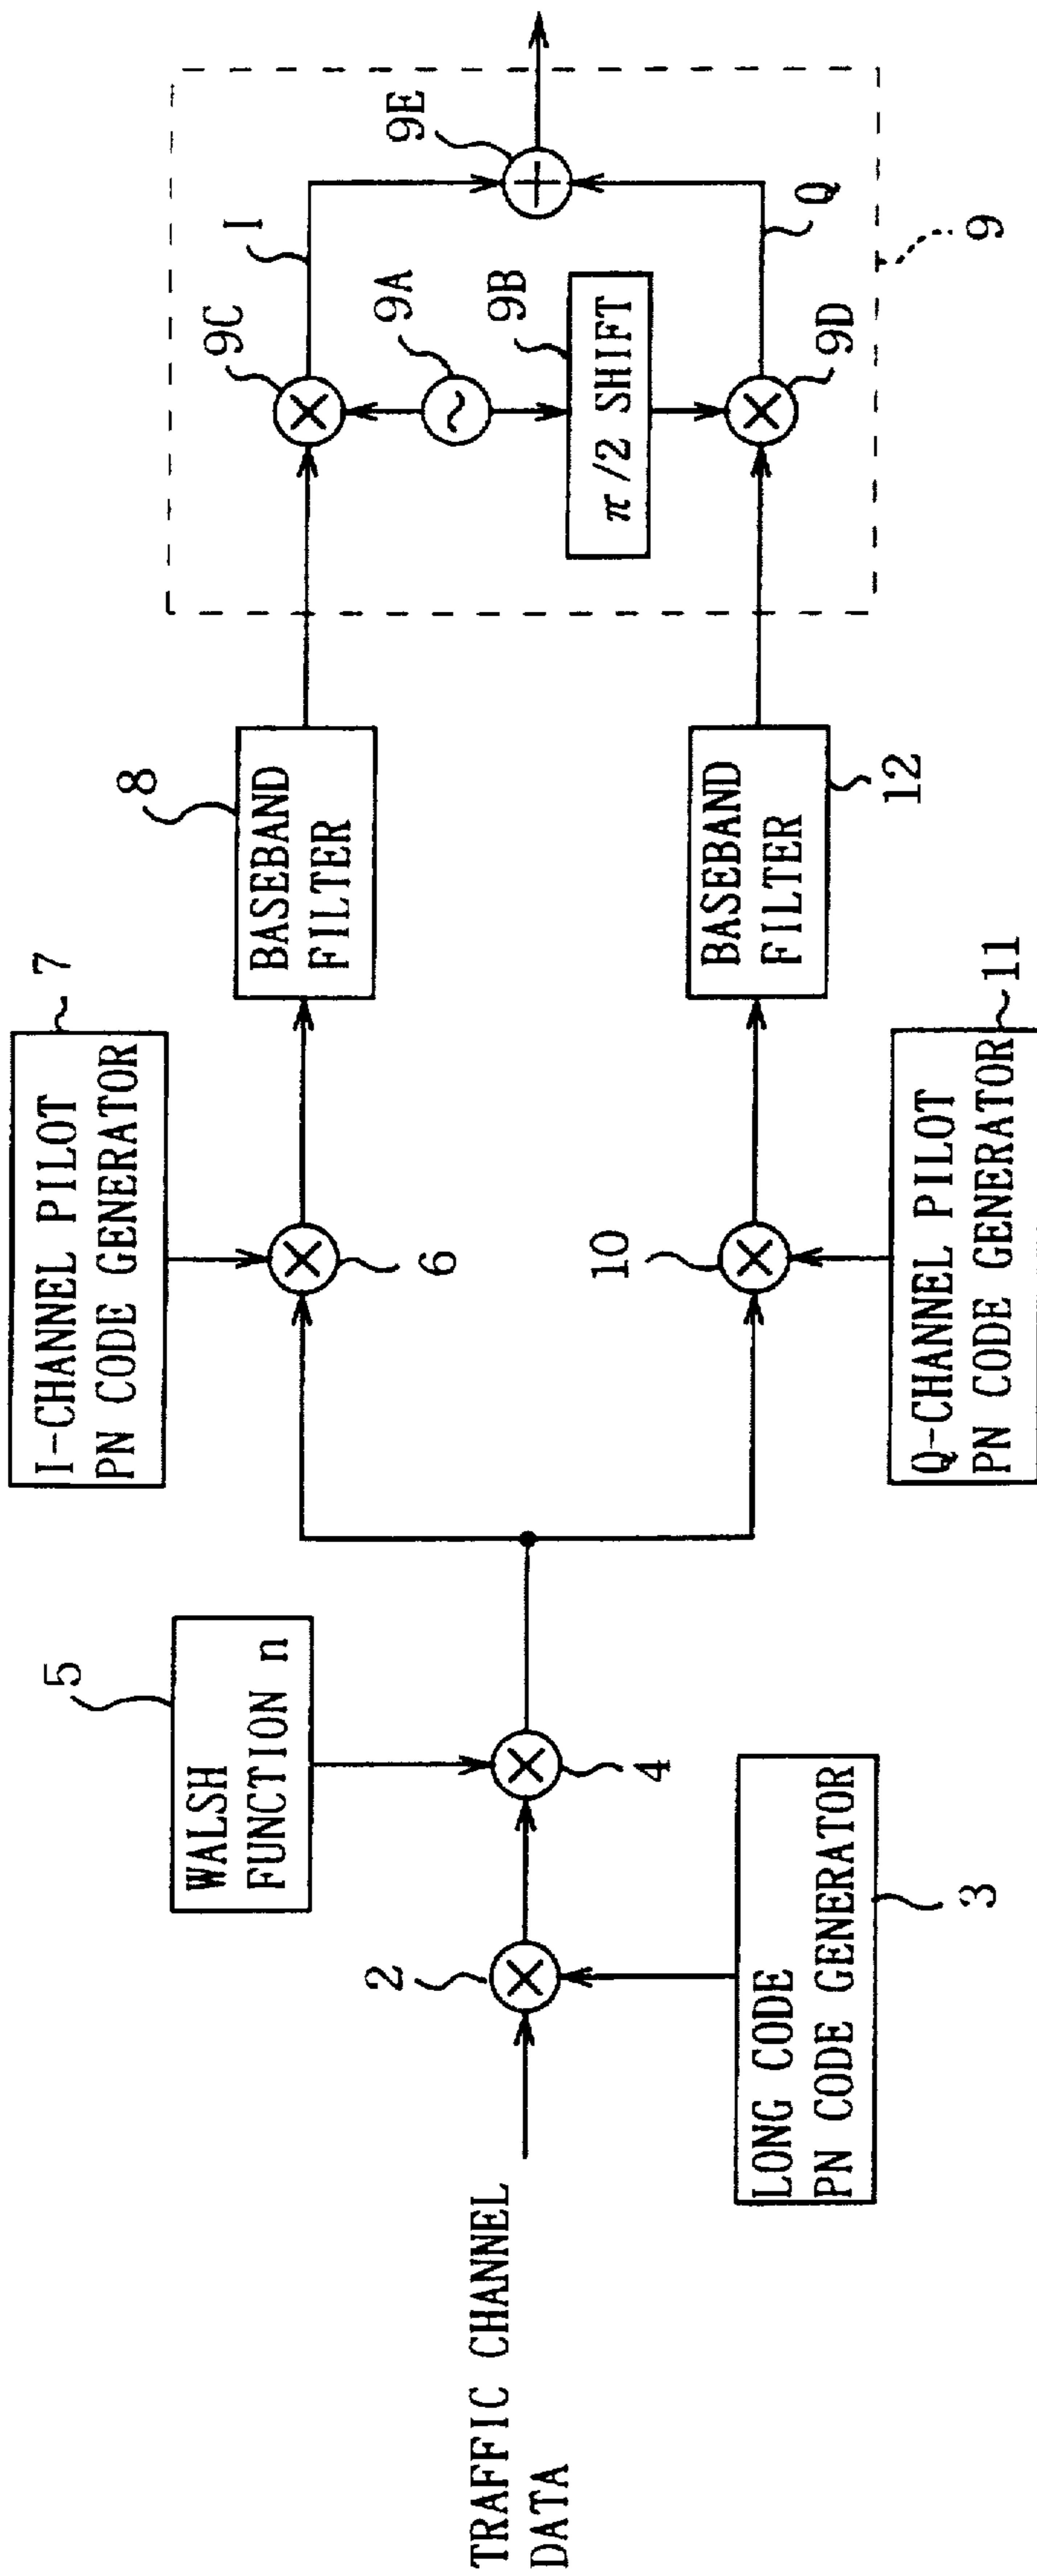 TRAFFIC CHANNEL
DATA
2
LONG CODE
PN CODE GENERATOR
3
4
WALSH
FUNCTION n
5
I-CHANNEL PILOT
PN CODE GENERATOR
7
6
BASEBAND
FILTER
8
10
Q-CHANNEL PILOT
PN CODE GENERATOR
11
BASEBAND
FILTER
12
9C
I
9A
9B
π/2 SHIFT
9D
Q
9E
9